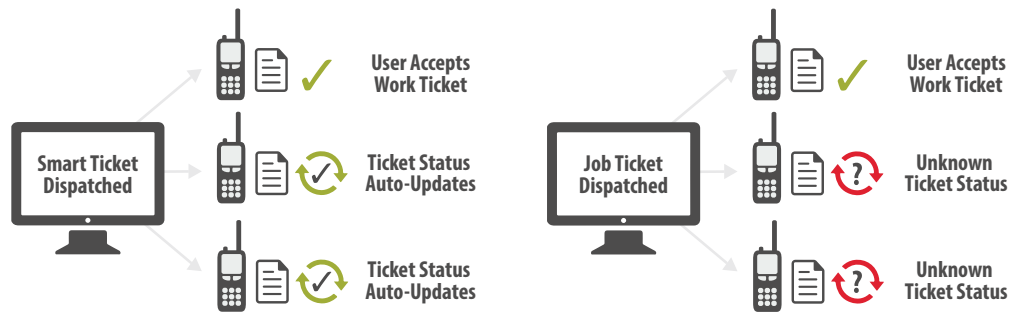 User Accepts
Work Ticket
Smart Ticket
Dispatched
Ticket Status
Auto-Updates
Ticket Status
Auto-Updates
User Accepts
Work Ticket
Job Ticket
Dispatched
?
Unknown
Ticket Status
?
Unknown
Ticket Status